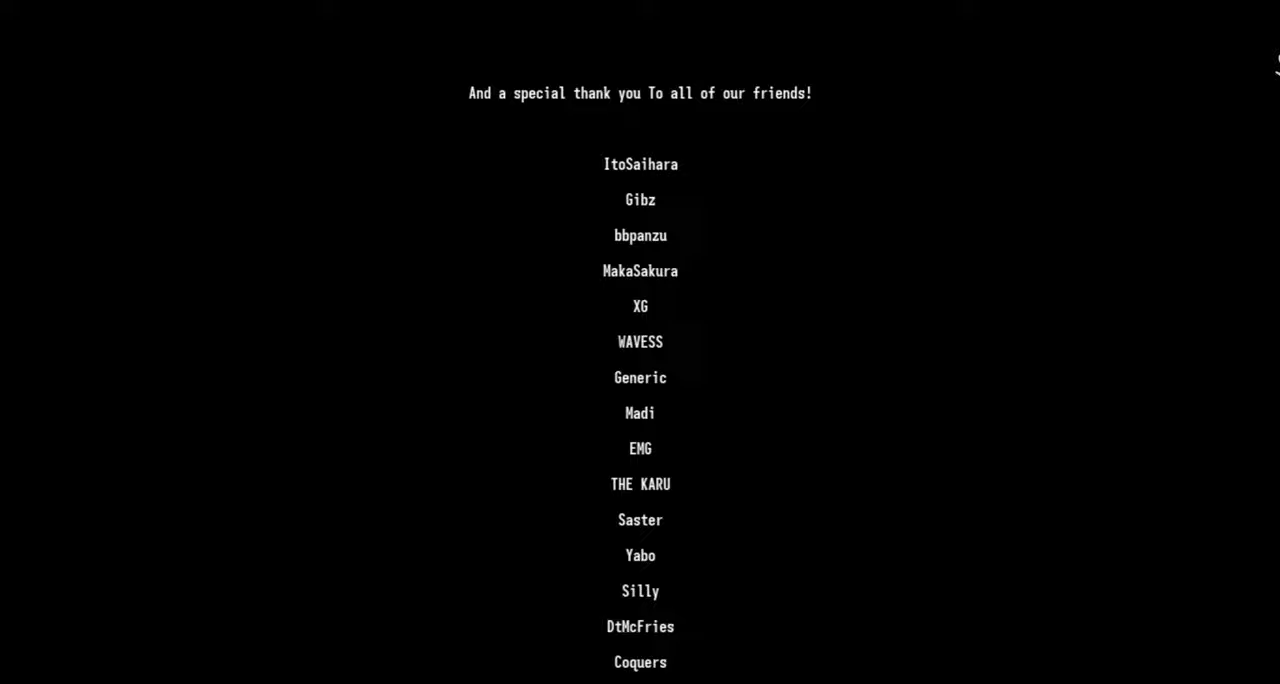 And a special thank you To all of our friends!
ItoSaihara
Gibz
bbpanzu
MakaSakura
XG
WAVESS
Generic
Madi
EMG
THE KARU
Saster
Yabo
Silly
DtMcFries
Coquers